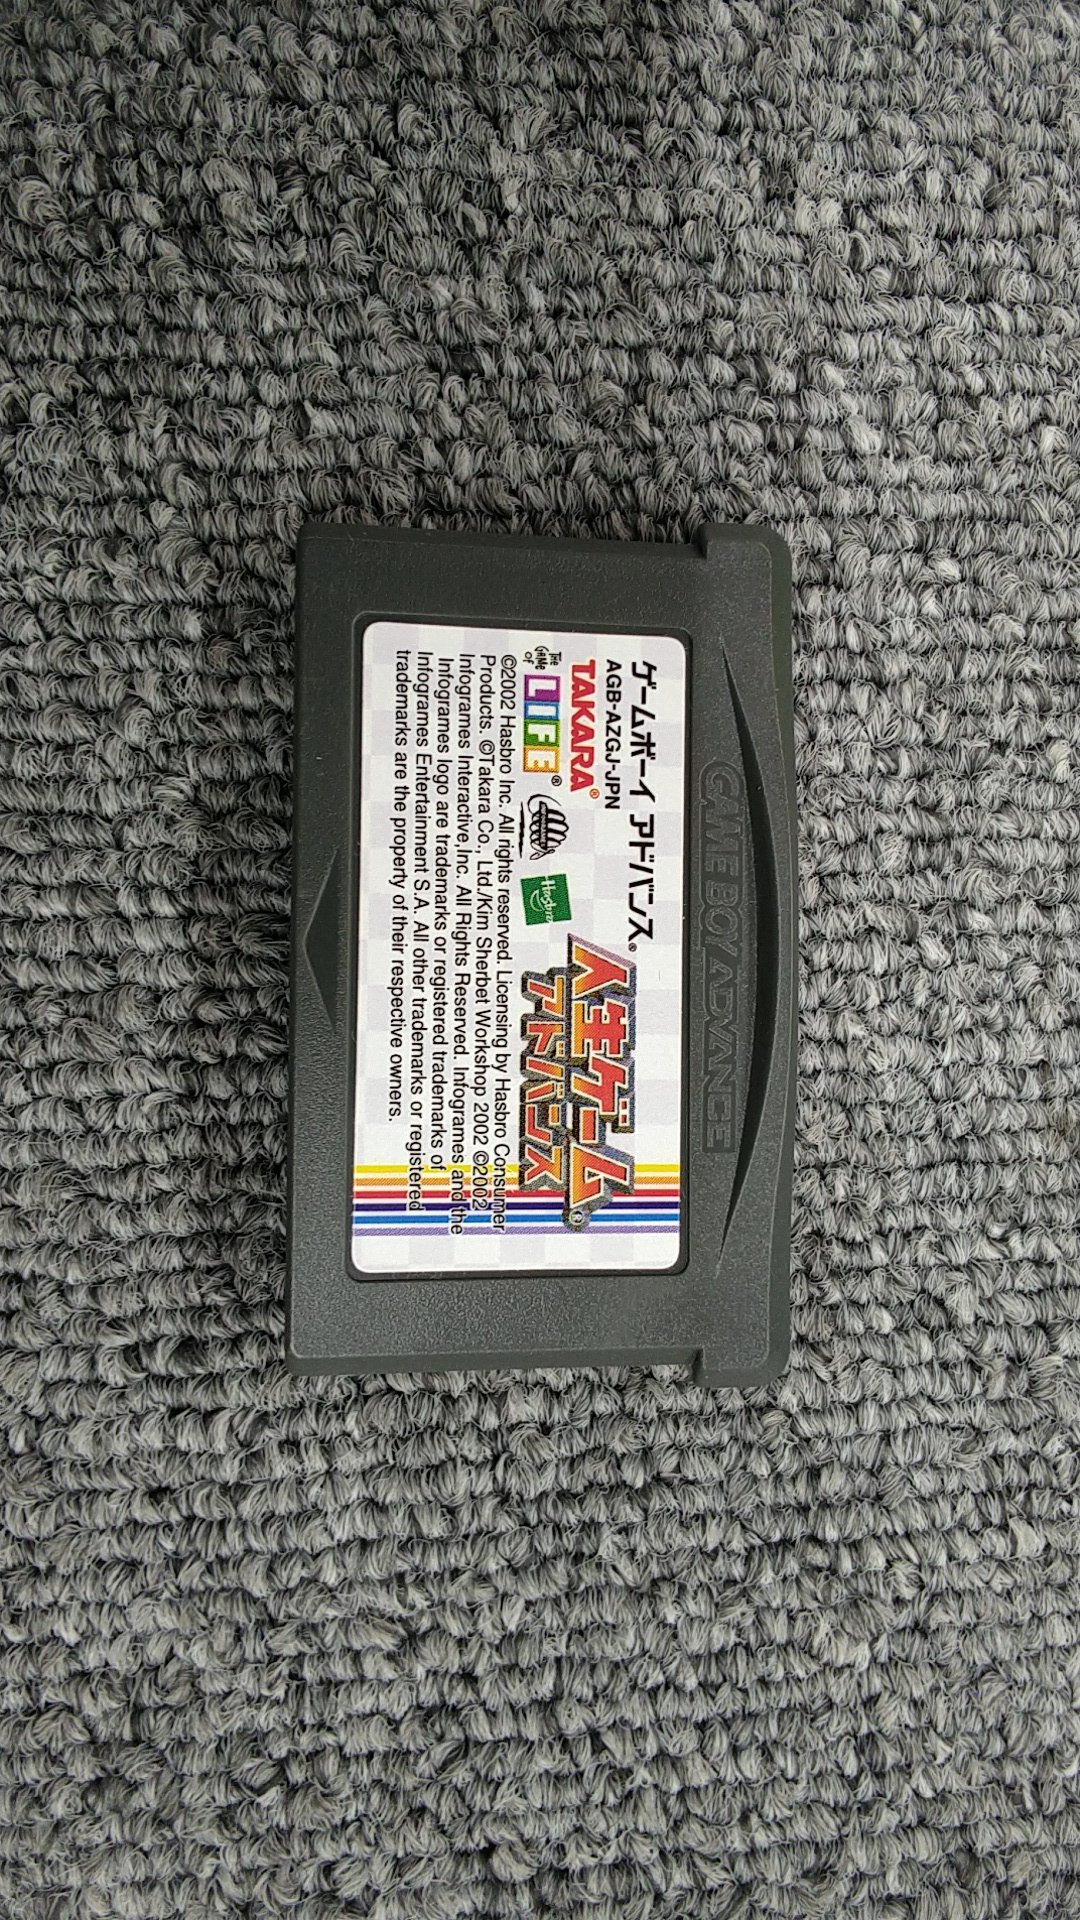 GAME BOY ADVANCE
ゲームボーイ アドバンス®
AGB-AZGJ-JPN
TAKARA®
人生ゲーム®
アドバンス
THE
GAME
OF
LIFE®
Hasbro
©2002 Hasbro Inc. All rights reserved. Licensing by Hasbro Consumer
Products. ©Takara Co., Ltd./Kim Sherbet Workshop 2002 ©2002
Infogrames Interactive,Inc. All Rights Reserved. Infogrames and the
Infogrames logo are trademarks or registered trademarks of
Infogrames Entertainment S.A. All other trademarks or registered
trademarks are the property of their respective owners.